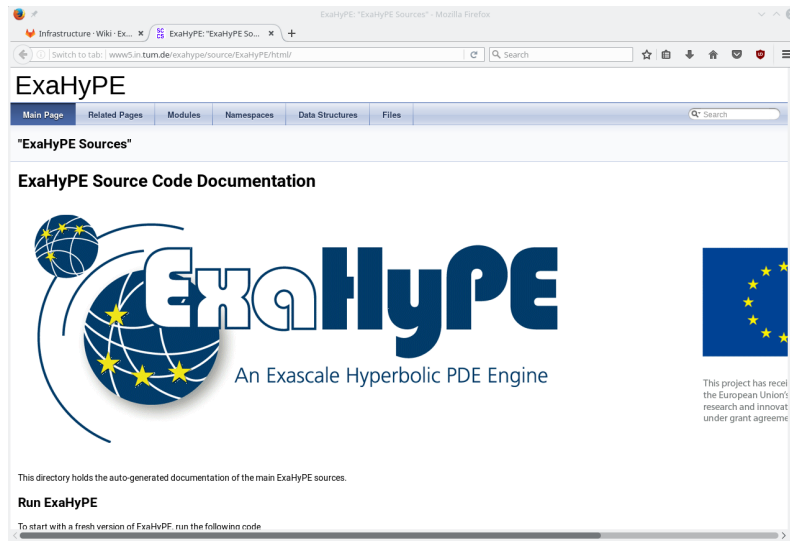 ExaHyPE: "ExaHyPE Sources" - Mozilla Firefox
Infrastructure · Wiki · Ex...
ExaHyPE: "ExaHyPE So...
Switch to tab: www5.in.tum.de/exahype/source/ExaHyPE/html/
Search
ExaHyPE
Main Page Related Pages Modules Namespaces Data Structures Files
Search
"ExaHyPE Sources"
ExaHyPE Source Code Documentation
ExaHyPE
An Exascale Hyperbolic PDE Engine
This project has recei
the European Union's
research and innovat
under grant agreeme
This directory holds the auto-generated documentation of the main ExaHyPE sources.
Run ExaHyPE
To start with a fresh version of ExaHyPE, run the following code